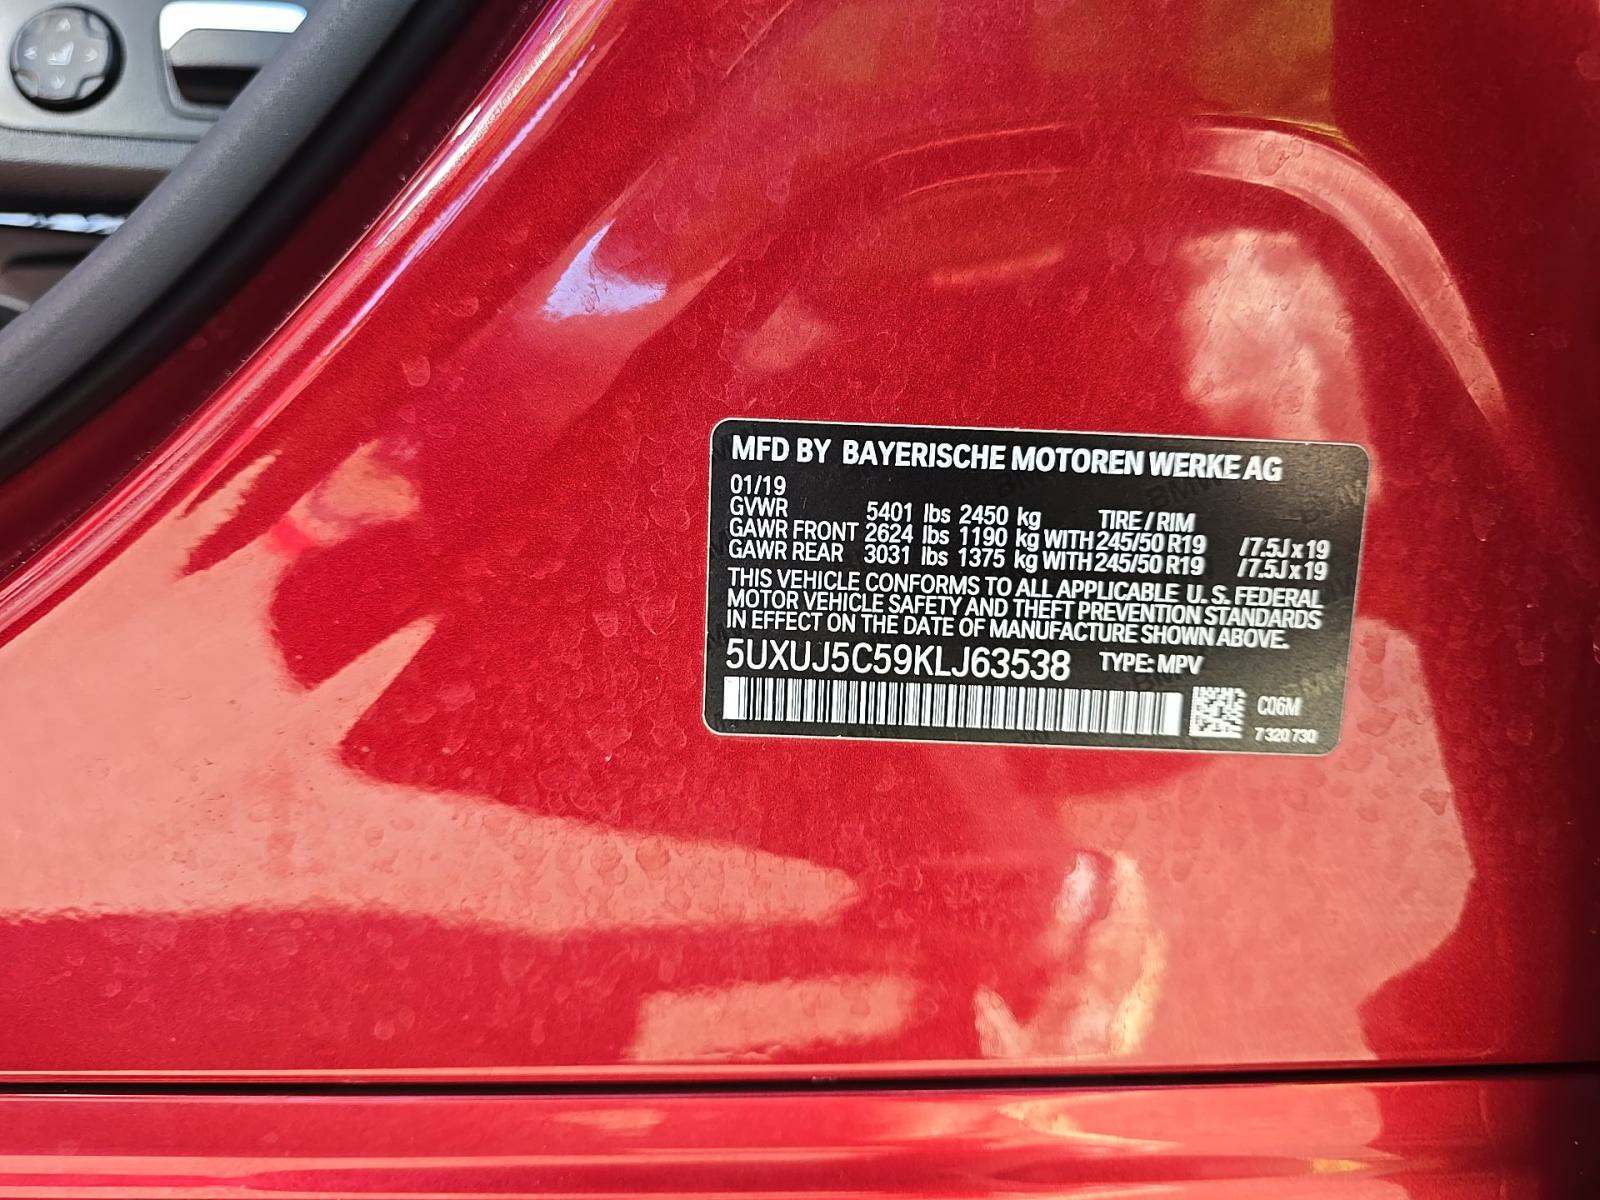 MFD BY BAYERISCHE MOTOREN WERKE AG
01/19
GVWR 5401 lbs 2450 kg TIRE / RIM
GAWR FRONT 2624 lbs 1190 kg WITH 245/50 R19 / 7.5J x 19
GAWR REAR 3031 lbs 1375 kg WITH 245/50 R19 / 7.5J x 19
THIS VEHICLE CONFORMS TO ALL APPLICABLE U. S. FEDERAL
MOTOR VEHICLE SAFETY AND THEFT PREVENTION STANDARDS
IN EFFECT ON THE DATE OF MANUFACTURE SHOWN ABOVE.
5UXUJ5C59KLJ63538 TYPE: MPV
C06M
7 320 730